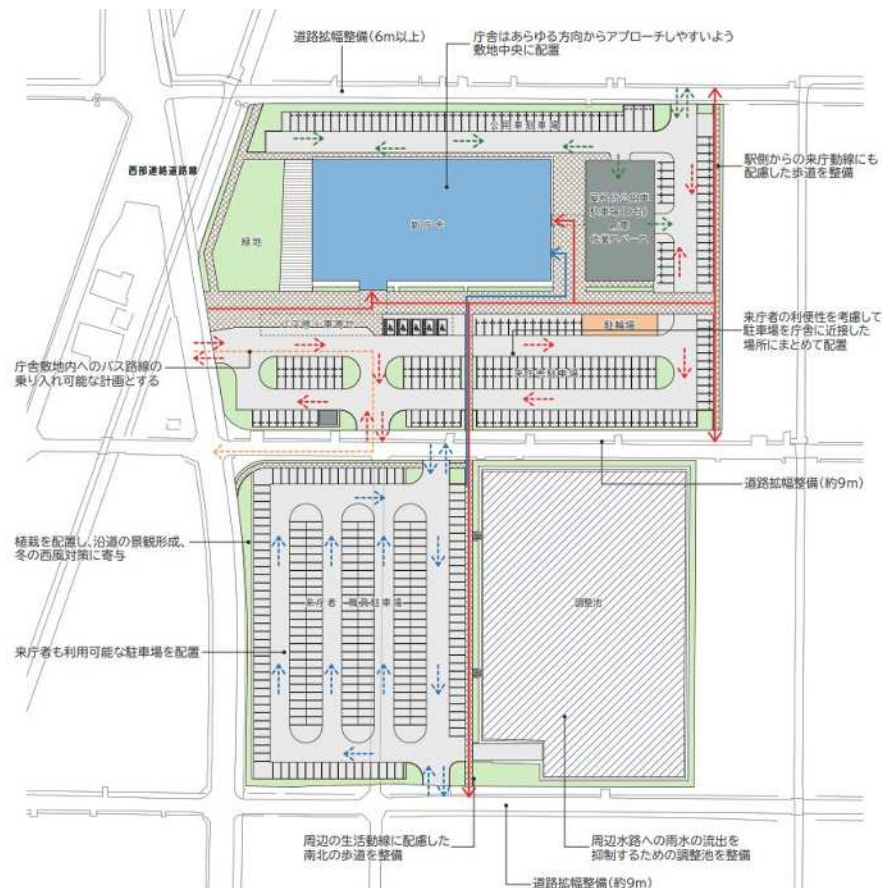 道路拡幅整備(6m以上)
庁舎はあらゆる方向からアプローチしやすいよう
敷地中央に配置
公用車駐車場
西部連絡道路線
駅側からの来庁動線にも
配慮した歩道を整備
新庁舎
緑地
来庁者の利便性を考慮して
駐車場を庁舎に近接した
場所にまとめて配置
駐輪場
庁舎敷地内へのバス路線の
乗り入れ可能な計画とする
来庁者駐車場
道路拡幅整備(約9m)
植栽を配置し、沿道の景観形成、
冬の西風対策に寄与
来庁者 職員駐車場
調整池
来庁者も利用可能な駐車場を配置
周辺の生活動線に配慮した
南北の歩道を整備
周辺水路への雨水の流出を
抑制するための調整池を整備
道路拡幅整備(約9m)